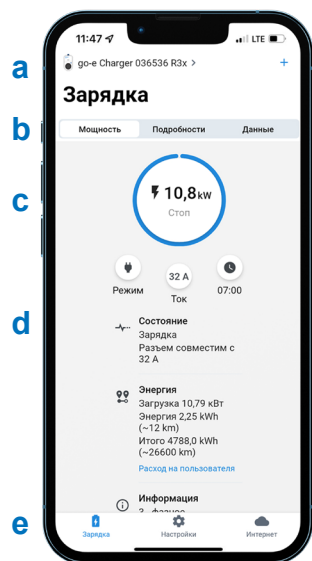 11:47 LTE
a
go-e Charger 036536 R3x > +
Зарядка
b
Мощность Подробности Данные
c
10,8 kW
Стоп
32 A
Режим Ток 07:00
d
Состояние
Зарядка
Разъем совместим с
32 A
Энергия
Загрузка 10,79 кВт
Энергия 2,25 kWh
(~12 km)
Итого 4788,0 kWh
(~26600 km)
Расход на пользователя
Информация
3-фазное
e
Зарядка Настройки Интернет